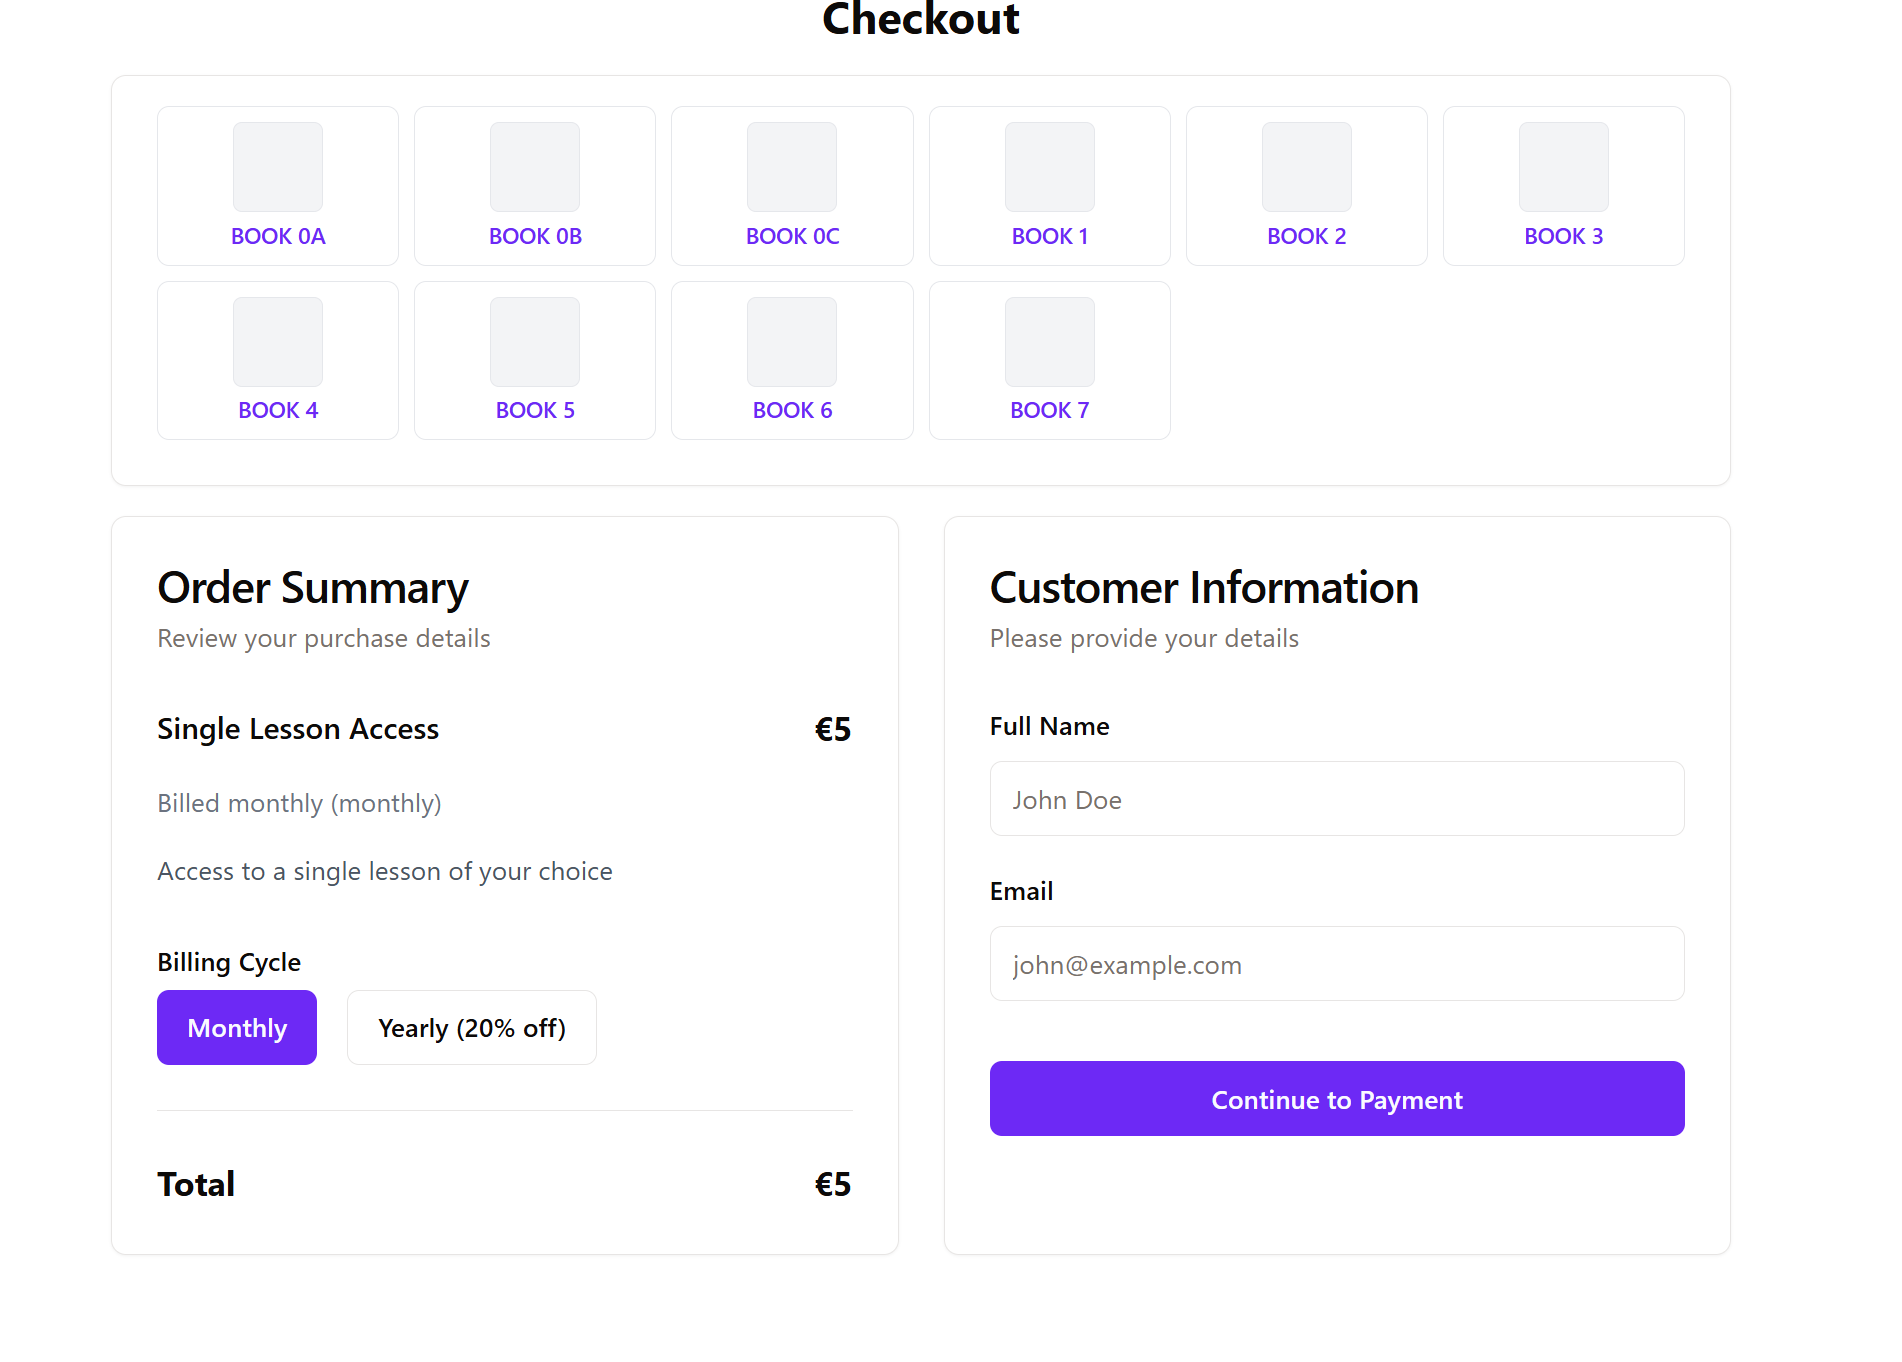 Checkout
BOOK 0A
BOOK 0B
BOOK 0C
BOOK 1
BOOK 2
BOOK 3
BOOK 4
BOOK 5
BOOK 6
BOOK 7
Order Summary
Review your purchase details
Single Lesson Access €5
Billed monthly (monthly)
Access to a single lesson of your choice
Billing Cycle
Monthly
Yearly (20% off)
Total €5
Customer Information
Please provide your details
Full Name
John Doe
Email
john@example.com
Continue to Payment